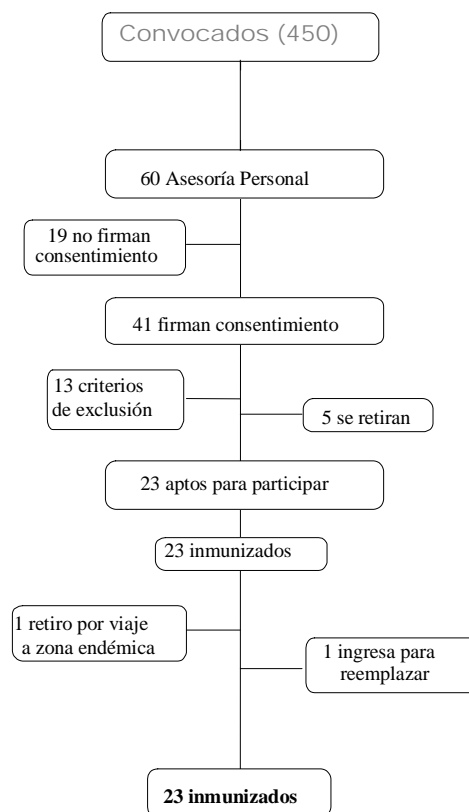 Convocados (450)
60 Asesoría Personal
19 no firman
consentimiento
41 firman consentimiento
13 criterios
de exclusión
5 se retiran
23 aptos para participar
23 inmunizados
1 retiro por viaje
a zona endémica
1 ingresa para
reemplazar
23 inmunizados